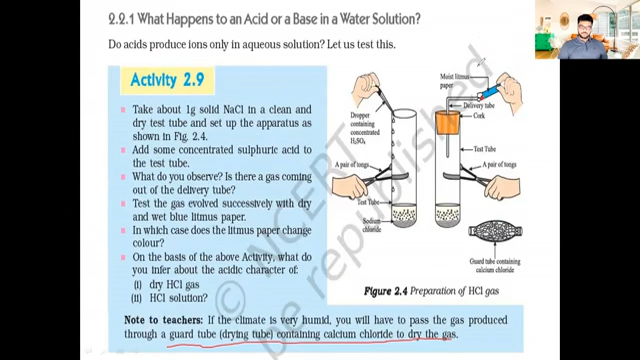 2.2.1 What Happens to an Acid or a Base in a Water Solution?
Do acids produce ions only in aqueous solution? Let us test this.
Activity 2.9
Take about 1g solid NaCl in a clean and
dry test tube and set up the apparatus as
shown in Fig. 2.4.
Add some concentrated sulphuric acid to
the test tube.
What do you observe? Is there a gas coming
out of the delivery tube?
Test the gas evolved successively with dry
and wet blue litmus paper.
In which case does the litmus paper change
colour?
On the basis of the above Activity, what do
you infer about the acidic character of:
(i) dry HCl gas
(ii) HCl solution?
Moist litmus
paper
Delivery tube
Cork
Dropper
containing
concentrated
H₂SO₄
Test Tube
A pair of tongs
A pair of tongs
Test Tube
Sodium
chloride
Guard tube containing
calcium chloride
Figure 2.4 Preparation of HCl gas
Note to teachers: If the climate is very humid, you will have to pass the gas produced
through a guard tube (drying tube) containing calcium chloride to dry the gas.
© NCERT
be republished